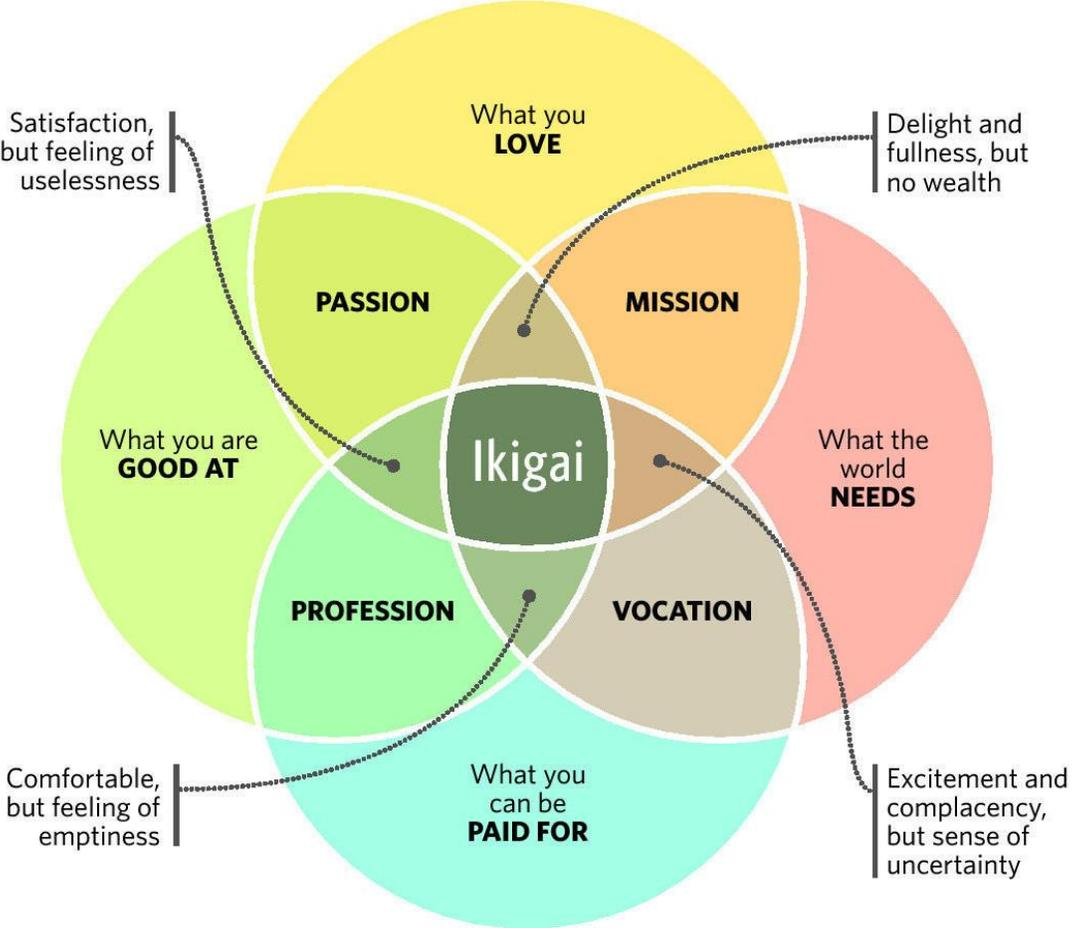 What you
LOVE
Satisfaction,
but feeling of
uselessness
Delight and
fullness, but
no wealth
PASSION
MISSION
What you are
GOOD AT
Ikigai
What the
world
NEEDS
PROFESSION
VOCATION
What you
can be
PAID FOR
Comfortable,
but feeling of
emptiness
Excitement and
complacency,
but sense of
uncertainty